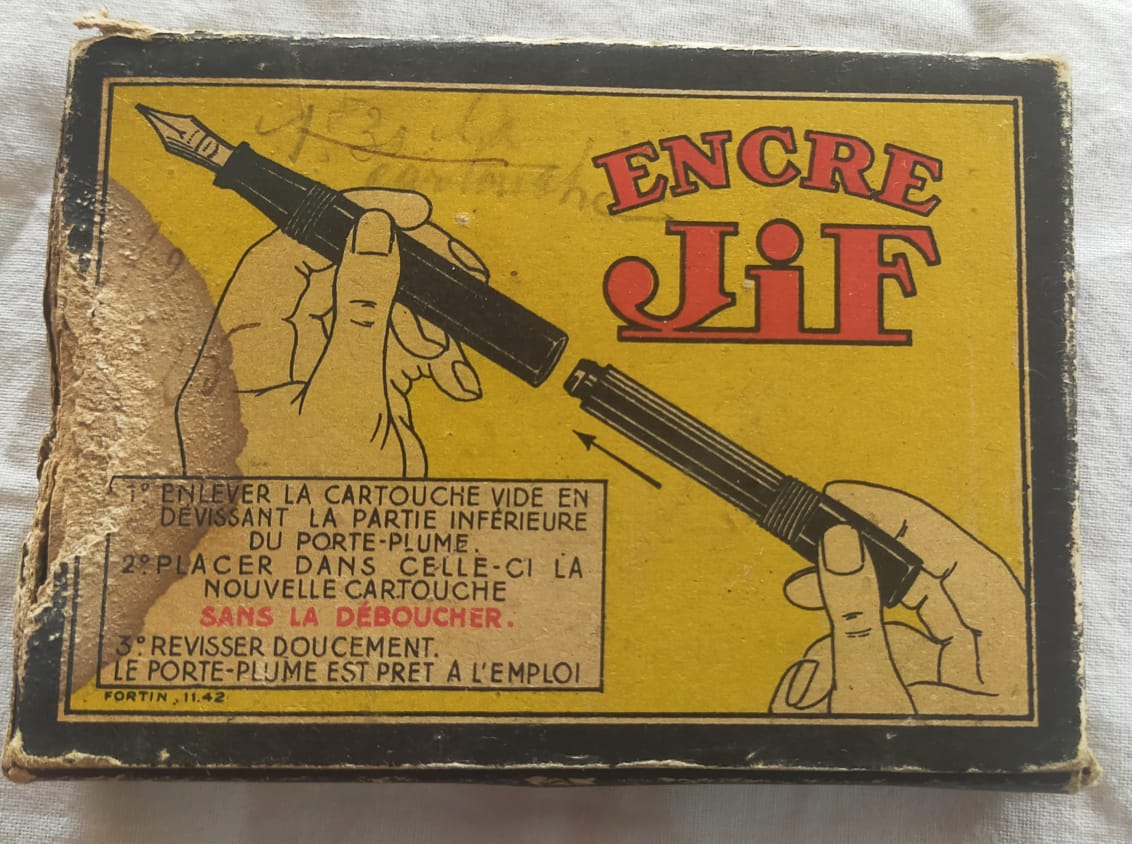 ENCRE
JiF
1° ENLEVER LA CARTOUCHE VIDE EN
DÉVISSANT LA PARTIE INFÉRIEURE
DU PORTE-PLUME.
2° PLACER DANS CELLE-CI LA
NOUVELLE CARTOUCHE
SANS LA DÉBOUCHER.
3° REVISSER DOUCEMENT.
LE PORTE-PLUME EST PRET A L'EMPLOI
FORTIN. 11.42
la
cartouche